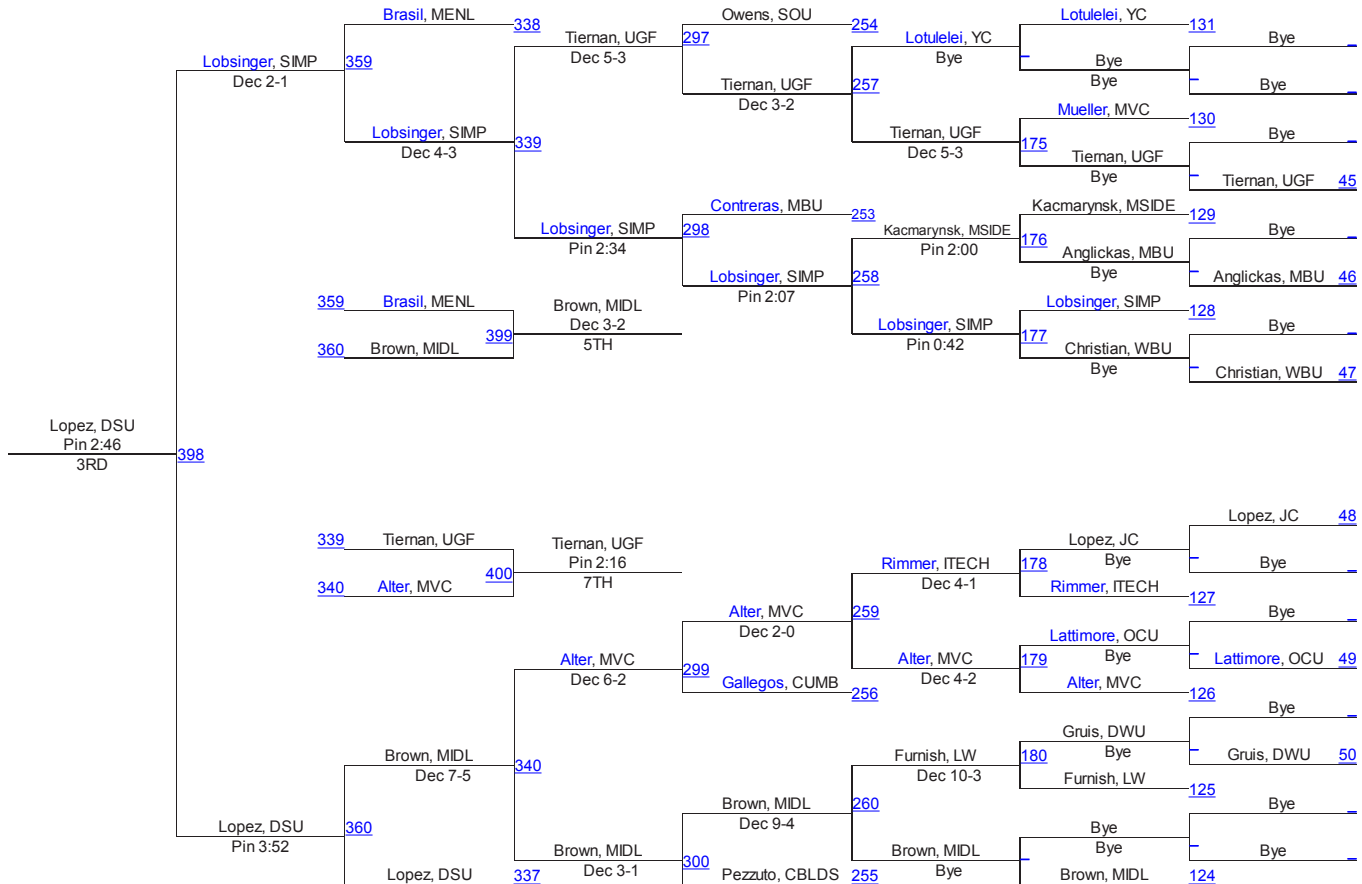 Brasil, MENL 338
Owens, SOU 254
Lotulelei, YC 131
Tiernan, UGF 297
Dec 5-3
Lotulelei, YC
Bye
Bye
Lobsinger, SIMP 359
Dec 2-1
Bye
Bye
Tiernan, UGF 257
Dec 3-2
Bye
Mueller, MVC 130
Lobsinger, SIMP 339
Dec 4-3
Tiernan, UGF 175
Dec 5-3
Bye
Tiernan, UGF
Bye
Tiernan, UGF 45
Contreras, MBU 253
Kacmarynsk, MSIDE 129
Lobsinger, SIMP 298
Pin 2:34
Kacmarynsk, MSIDE 176
Pin 2:00
Bye
Anglickas, MBU
Bye
Lobsinger, SIMP 258
Pin 2:07
Anglickas, MBU 46
359 Brasil, MENL
Brown, MIDL
Dec 3-2
5TH
Lobsinger, SIMP 128
399
Lobsinger, SIMP 177
Pin 0:42
Bye
360 Brown, MIDL
Christian, WBU
Bye
Christian, WBU 47
Lopez, DSU
Pin 2:46
3RD
398
Lopez, JC 48
339 Tiernan, UGF
Tiernan, UGF
Pin 2:16
7TH
Lopez, JC
Bye
Rimmer, ITECH 178
Dec 4-1
Bye
400
340 Alter, MVC
Rimmer, ITECH 127
Alter, MVC 259
Dec 2-0
Bye
Lattimore, OCU
Bye
Alter, MVC 299
Dec 6-2
Alter, MVC 179
Dec 4-2
Lattimore, OCU 49
Gallegos, CUMB 256
Alter, MVC 126
Bye
Gruis, DWU
Bye
Brown, MIDL 340
Dec 7-5
Furnish, LW 180
Dec 10-3
Gruis, DWU 50
Furnish, LW 125
Brown, MIDL 260
Dec 9-4
Bye
Lopez, DSU 360
Pin 3:52
Bye
Bye
Brown, MIDL 300
Dec 3-1
Brown, MIDL
Bye
Bye
Lopez, DSU 337
Pezzuto, CBLDS 255
Brown, MIDL 124